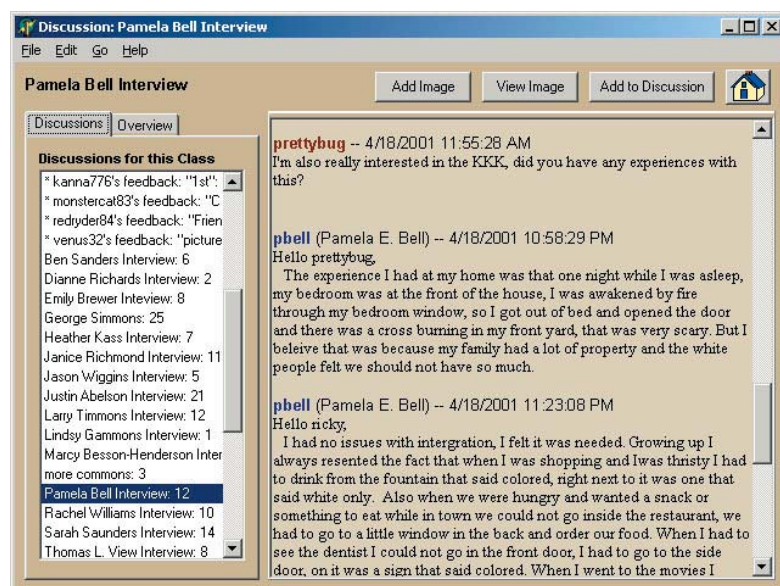 Discussion: Pamela Bell Interview
File Edit Go Help
Pamela Bell Interview
Add Image
View Image
Add to Discussion
Discussions
Overview
Discussions for this Class
* kanna776's feedback: "1st":
* monstercat83's feedback: "C
* redryder84's feedback: "Frien
* venus32's feedback: "picture
Ben Sanders Interview: 6
Dianne Richards Interview: 2
Emily Brewer Inteview: 8
George Simmons: 25
Heather Kass Interview: 7
Janice Richmond Interview: 11
Jason Wiggins Interview: 5
Justin Abelson Interview: 21
Larry Timmons Interview: 12
Lindsy Gammons Interview: 1
Marcy Besson-Henderson Inter
more commons: 3
Pamela Bell Interview: 12
Rachel Williams Interview: 10
Sarah Saunders Interview: 14
Thomas L. View Interview: 8
prettybug -- 4/18/2001 11:55:28 AM
I'm also really interested in the KKK, did you have any experiences with
this?
pbell (Pamela E. Bell) -- 4/18/2001 10:58:29 PM
Hello prettybug,
The experience I had at my home was that one night while I was asleep,
my bedroom was at the front of the house, I was awakened by fire
through my bedroom window, so I got out of bed and opened the door
and there was a cross burning in my front yard, that was very scary. But I
beleive that was because my family had a lot of property and the white
people felt we should not have so much.
pbell (Pamela E. Bell) -- 4/18/2001 11:23:08 PM
Hello ricky,
I had no issues with intergration, I felt it was needed. Growing up I
always resented the fact that when I was shopping and Iwas thristy I had
to drink from the fountain that said colored, right next to it was one that
said white only. Also when we were hungry and wanted a snack or
something to eat while in town we could not go inside the restaurant, we
had to go to a little window in the back and order our food. When I had to
see the dentist I could not go in the front door, I had to go to the side
door, on it was a sign that said colored. When I went to the movies I